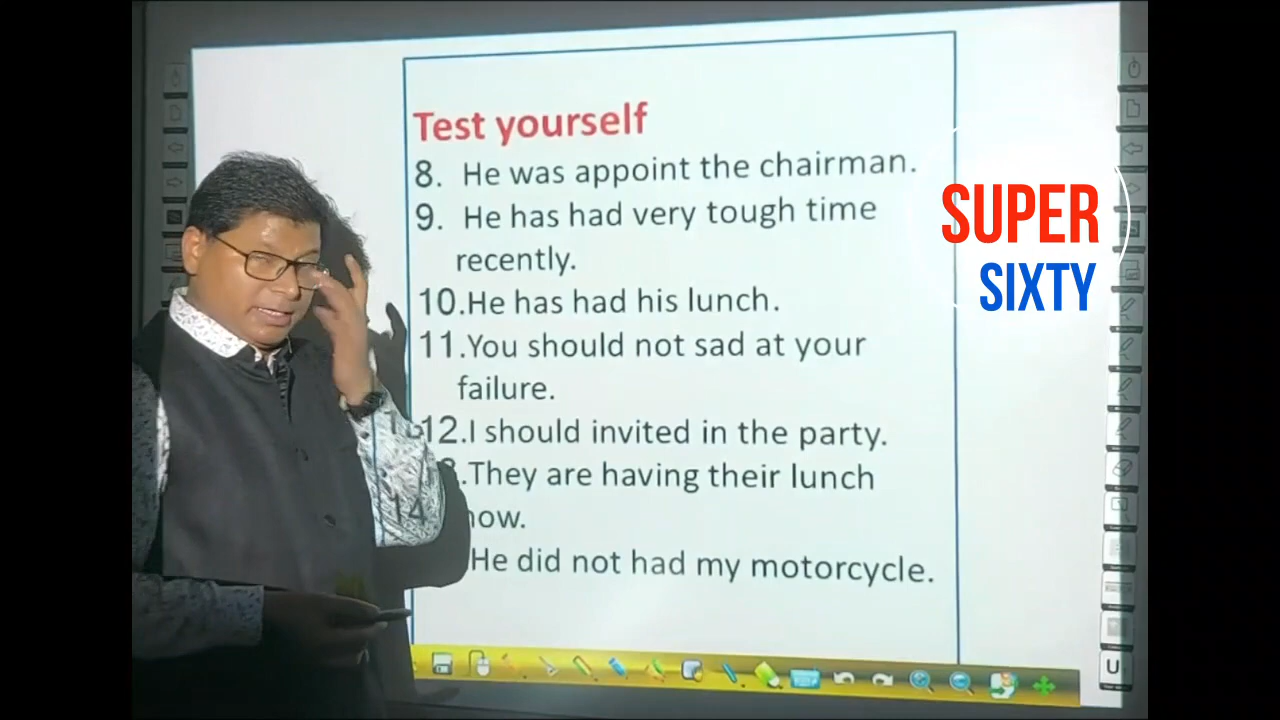 Test yourself
8. He was appoint the chairman.
9. He has had very tough time
recently.
10.He has had his lunch.
11.You should not sad at your
failure.
12.I should invited in the party.
.They are having their lunch
now.
14
He did not had my motorcycle.
SUPER
SIXTY
U